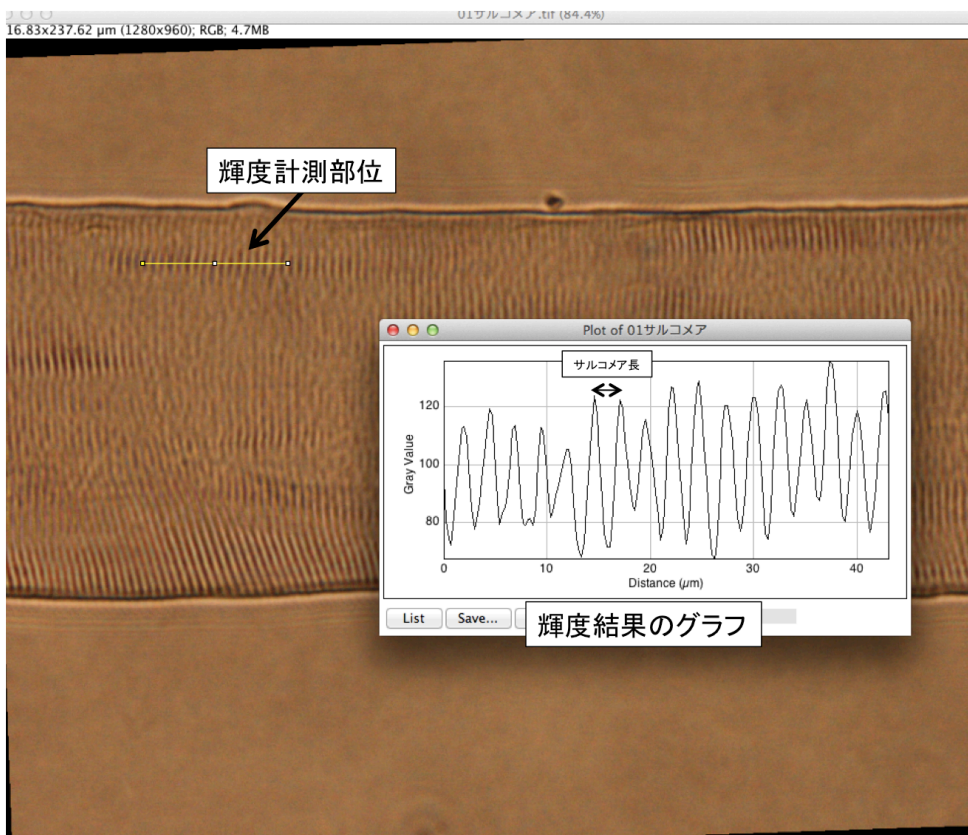 01サルコメア.tif (84.4%)
16.83x237.62 µm (1280x960); RGB; 4.7MB
輝度計測部位
Plot of 01サルコメア
サルコメア長
120
100
80
Gray Value
0 10 20 30 40
Distance (µm)
List Save...
輝度結果のグラフ